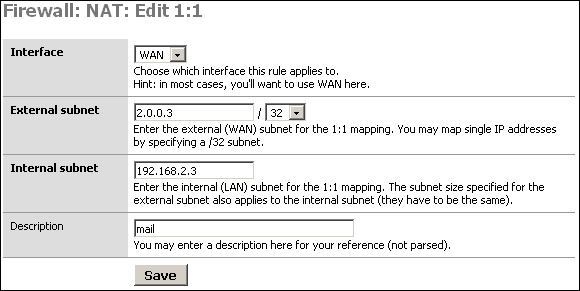 Firewall: NAT: Edit 1:1
Interface
WAN
Choose which interface this rule applies to.
Hint: in most cases, you'll want to use WAN here.
External subnet
2.0.0.3 / 32
Enter the external (WAN) subnet for the 1:1 mapping. You may map single IP addresses
by specifying a /32 subnet.
Internal subnet
192.168.2.3
Enter the internal (LAN) subnet for the 1:1 mapping. The subnet size specified for the
external subnet also applies to the internal subnet (they have to be the same).
Description
mail
You may enter a description here for your reference (not parsed).
Save